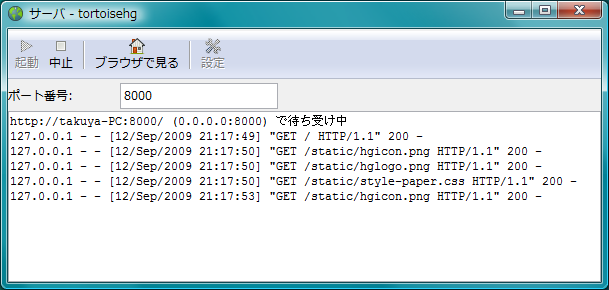 サーバ - tortoisehg
起動 中止 ブラウザで見る 設定
ポート番号: 8000
http://takuya-PC:8000/ (0.0.0.0:8000) で待ち受け中
127.0.0.1 - - [12/Sep/2009 21:17:49] "GET / HTTP/1.1" 200 -
127.0.0.1 - - [12/Sep/2009 21:17:50] "GET /static/hgicon.png HTTP/1.1" 200 -
127.0.0.1 - - [12/Sep/2009 21:17:50] "GET /static/hglogo.png HTTP/1.1" 200 -
127.0.0.1 - - [12/Sep/2009 21:17:50] "GET /static/style-paper.css HTTP/1.1" 200 -
127.0.0.1 - - [12/Sep/2009 21:17:53] "GET /static/hgicon.png HTTP/1.1" 200 -